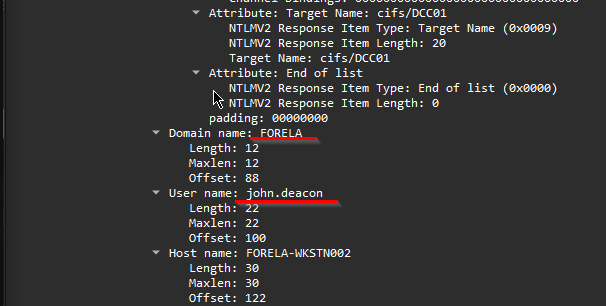 Attribute: Target Name: cifs/DCC01
NTLMV2 Response Item Type: Target Name (0x0009)
NTLMV2 Response Item Length: 20
Target Name: cifs/DCC01
Attribute: End of list
NTLMV2 Response Item Type: End of list (0x0000)
NTLMV2 Response Item Length: 0
padding: 00000000
Domain name: FORELA
Length: 12
Maxlen: 12
Offset: 88
User name: john.deacon
Length: 22
Maxlen: 22
Offset: 100
Host name: FORELA-WKSTN002
Length: 30
Maxlen: 30
Offset: 122